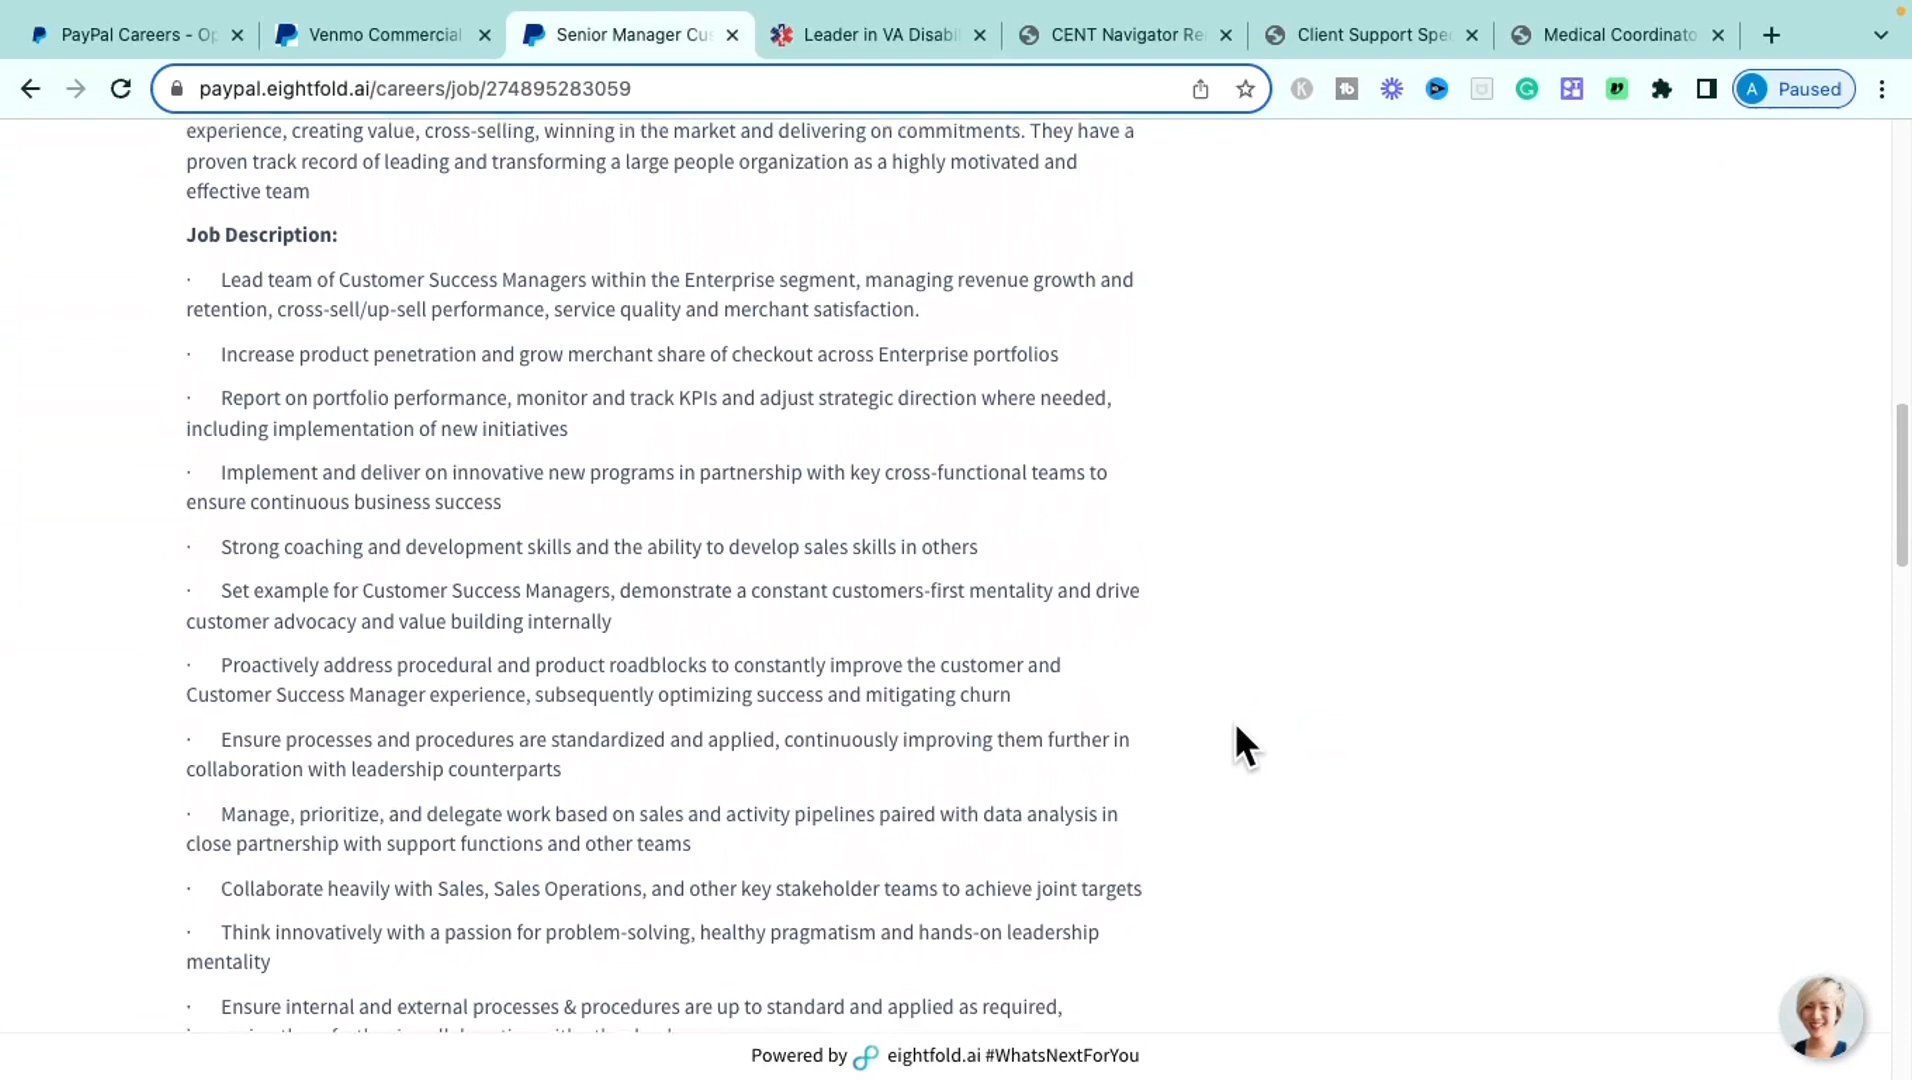 PayPal Careers - Op
Venmo Commercial
Senior Manager Cus
Leader in VA Disabil
CENT Navigator Re
Client Support Spe
Medical Coordinato
paypal.eightfold.ai/careers/job/274895283059
A Paused
experience, creating value, cross-selling, winning in the market and delivering on commitments. They have a
proven track record of leading and transforming a large people organization as a highly motivated and
effective team
Job Description:
· Lead team of Customer Success Managers within the Enterprise segment, managing revenue growth and
retention, cross-sell/up-sell performance, service quality and merchant satisfaction.
· Increase product penetration and grow merchant share of checkout across Enterprise portfolios
· Report on portfolio performance, monitor and track KPIs and adjust strategic direction where needed,
including implementation of new initiatives
· Implement and deliver on innovative new programs in partnership with key cross-functional teams to
ensure continuous business success
· Strong coaching and development skills and the ability to develop sales skills in others
· Set example for Customer Success Managers, demonstrate a constant customers-first mentality and drive
customer advocacy and value building internally
· Proactively address procedural and product roadblocks to constantly improve the customer and
Customer Success Manager experience, subsequently optimizing success and mitigating churn
· Ensure processes and procedures are standardized and applied, continuously improving them further in
collaboration with leadership counterparts
· Manage, prioritize, and delegate work based on sales and activity pipelines paired with data analysis in
close partnership with support functions and other teams
· Collaborate heavily with Sales, Sales Operations, and other key stakeholder teams to achieve joint targets
· Think innovatively with a passion for problem-solving, healthy pragmatism and hands-on leadership
mentality
· Ensure internal and external processes & procedures are up to standard and applied as required,
Powered by eightfold.ai #WhatsNextForYou